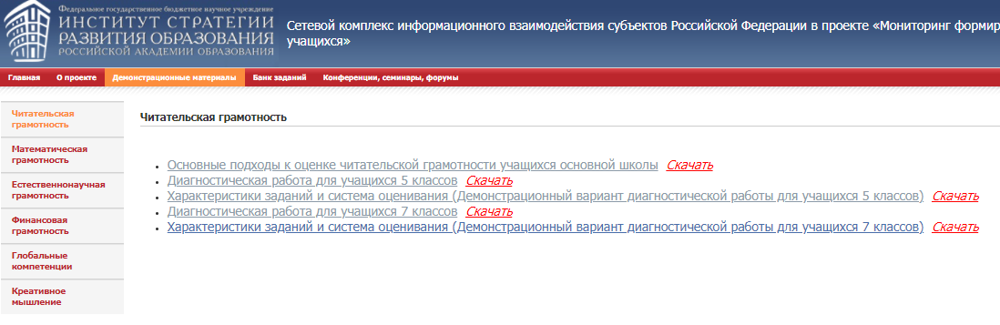 Федеральное государственное бюджетное научное учреждение
ИНСТИТУТ СТРАТЕГИИ
РАЗВИТИЯ ОБРАЗОВАНИЯ
РОССИЙСКОЙ АКАДЕМИИ ОБРАЗОВАНИЯ
Сетевой комплекс информационного взаимодействия субъектов Российской Федерации в проекте «Мониторинг формир
учащихся»
Главная О проекте Демонстрационные материалы Банк заданий Конференции, семинары, форумы
Читательская
грамотность
Математическая
грамотность
Естественнонаучная
грамотность
Финансовая
грамотность
Глобальные
компетенции
Креативное
мышление
Читательская грамотность
Основные подходы к оценке читательской грамотности учащихся основной школы Скачать
Диагностическая работа для учащихся 5 классов Скачать
Характеристики заданий и система оценивания (Демонстрационный вариант диагностической работы для учащихся 5 классов) Скачать
Диагностическая работа для учащихся 7 классов Скачать
Характеристики заданий и система оценивания (Демонстрационный вариант диагностической работы для учащихся 7 классов) Скачать